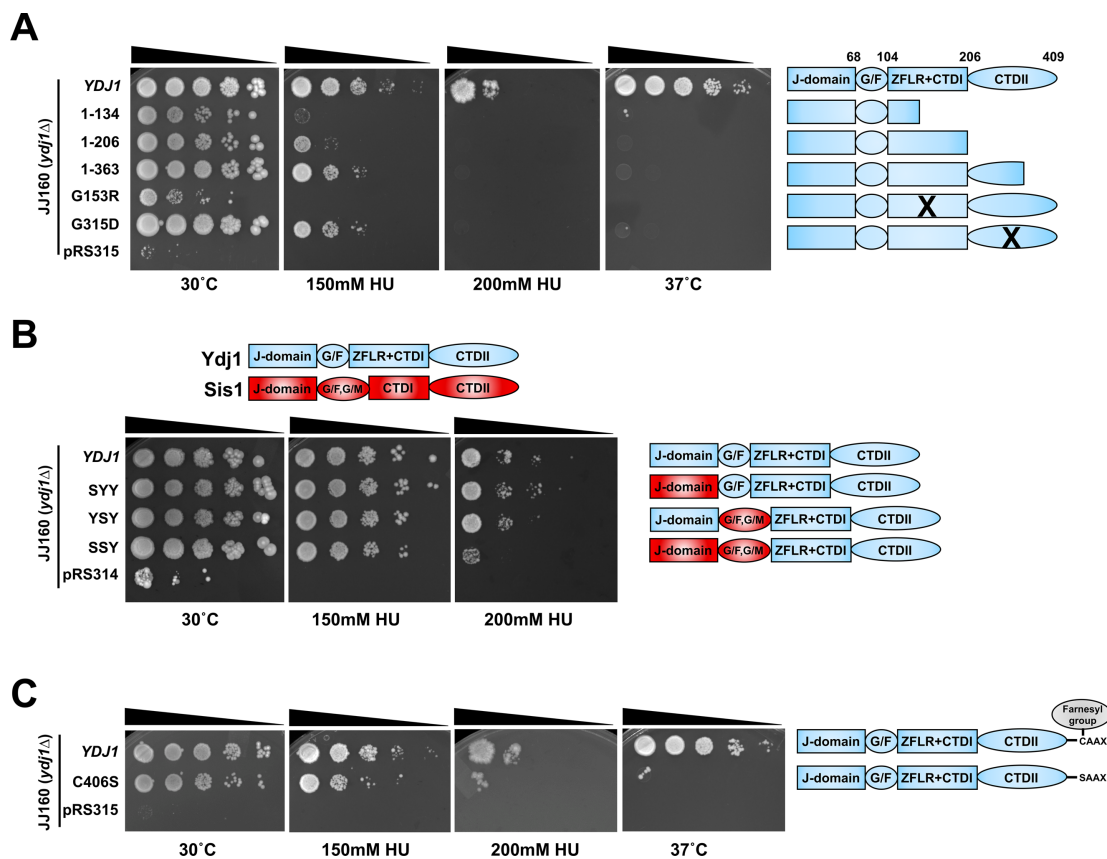 A
68 104 206 409
YDJ1 J-domain G/F ZFLR+CTDI CTDII
1-134
1-206
1-363
G153R X
G315D X
pRS315
JJ160 (ydj1Δ)
30˚C 150mM HU 200mM HU 37˚C
B
Ydj1 J-domain G/F ZFLR+CTDI CTDII
Sis1 J-domain G/F,G/M CTDI CTDII
YDJ1 J-domain G/F ZFLR+CTDI CTDII
SYY J-domain G/F ZFLR+CTDI CTDII
YSY J-domain G/F,G/M ZFLR+CTDI CTDII
SSY J-domain G/F,G/M ZFLR+CTDI CTDII
pRS314
JJ160 (ydj1Δ)
30˚C 150mM HU 200mM HU
C
Farnesyl
group
YDJ1 J-domain G/F ZFLR+CTDI CTDII CAAX
C406S J-domain G/F ZFLR+CTDI CTDII SAAX
pRS315
JJ160 (ydj1Δ)
30˚C 150mM HU 200mM HU 37˚C